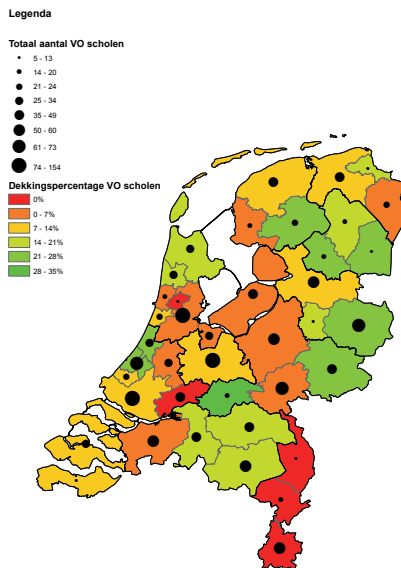 Legenda
Totaal aantal VO scholen
5 - 13
14 - 20
21 - 24
25 - 34
35 - 49
50 - 60
61 - 73
74 - 154
Dekkingspercentage VO scholen
0%
0 - 7%
7 - 14%
14 - 21%
21 - 28%
28 - 35%